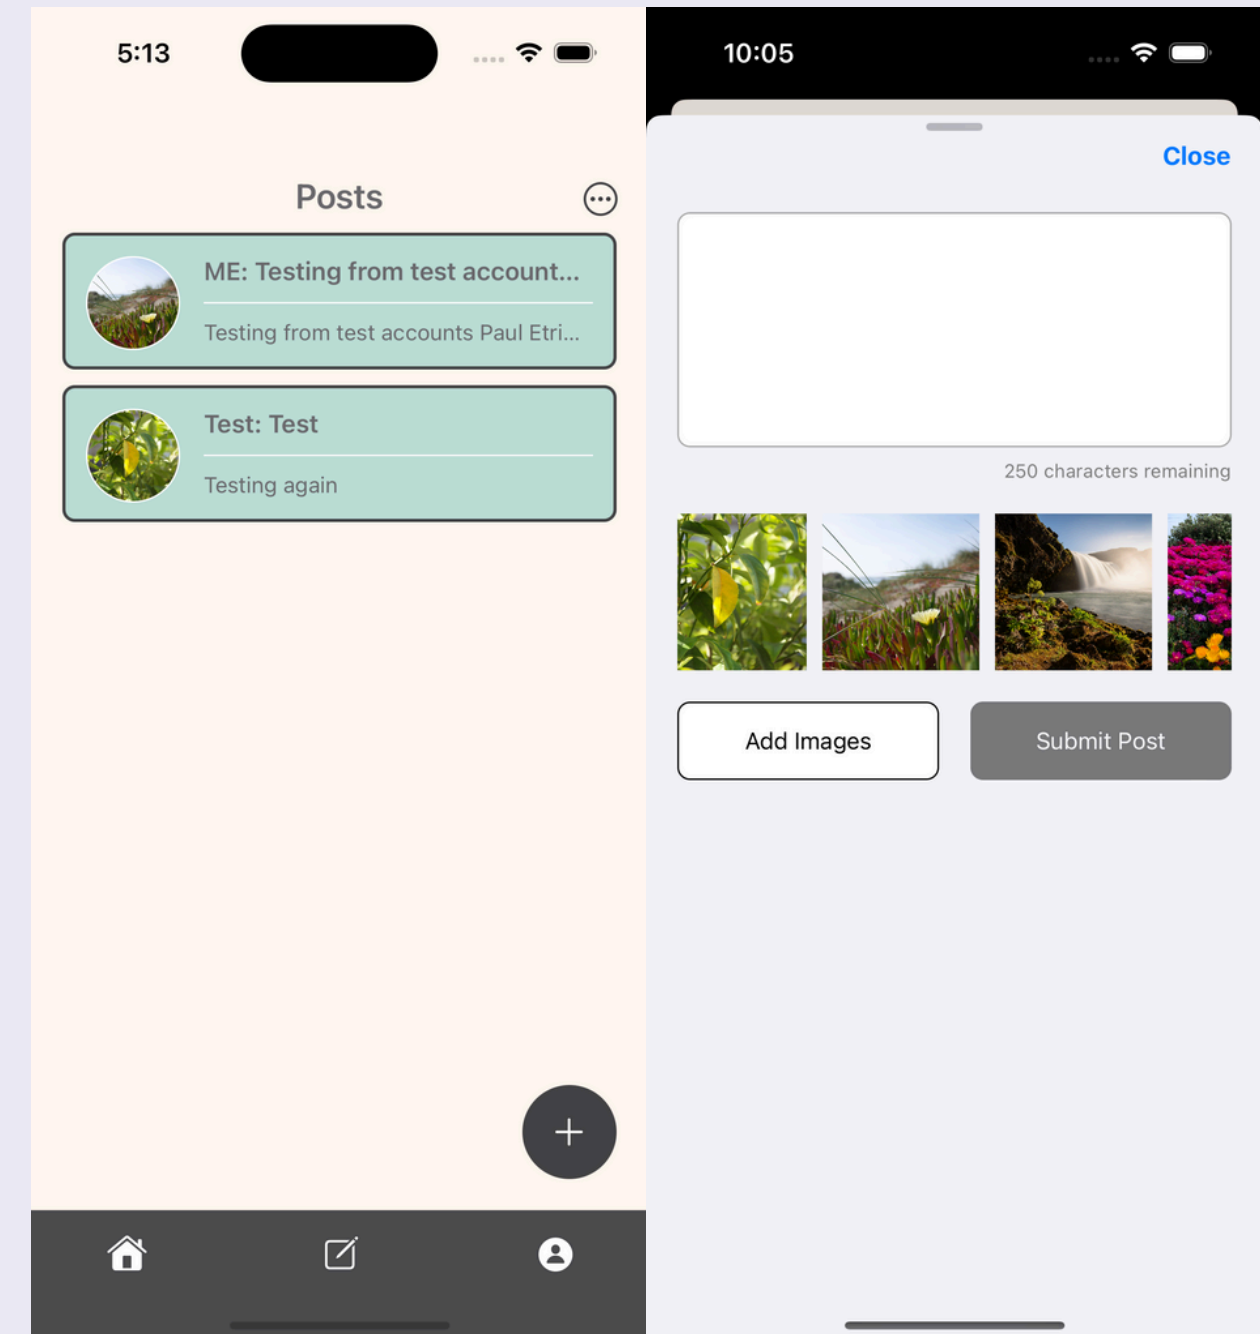 5:13
Posts
ME: Testing from test account...
Testing from test accounts Paul Etri...
Test: Test
Testing again
10:05
Close
250 characters remaining
Add Images
Submit Post